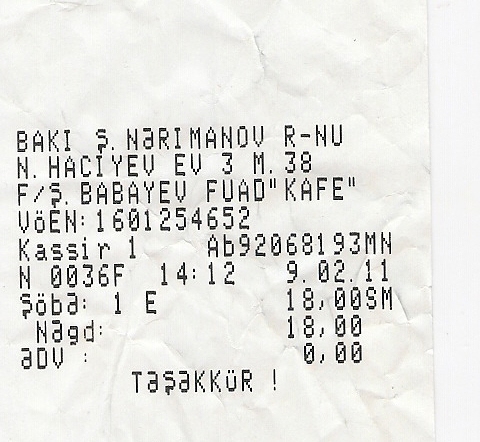 BAKI Ş.NəRIMANOV R-NU
N.HACIYEV EV 3 M.38
F/Ş.BABAYEV FUAD"KAFE"
VöEN:1601254652
Kassir 1 Ab92068193MN
N 0036F 14:12 9.02.11
Şöbə: 1 E 18,00SM
Nəgd: 18,00
əDV : 0,00
TəŞəKKüR !